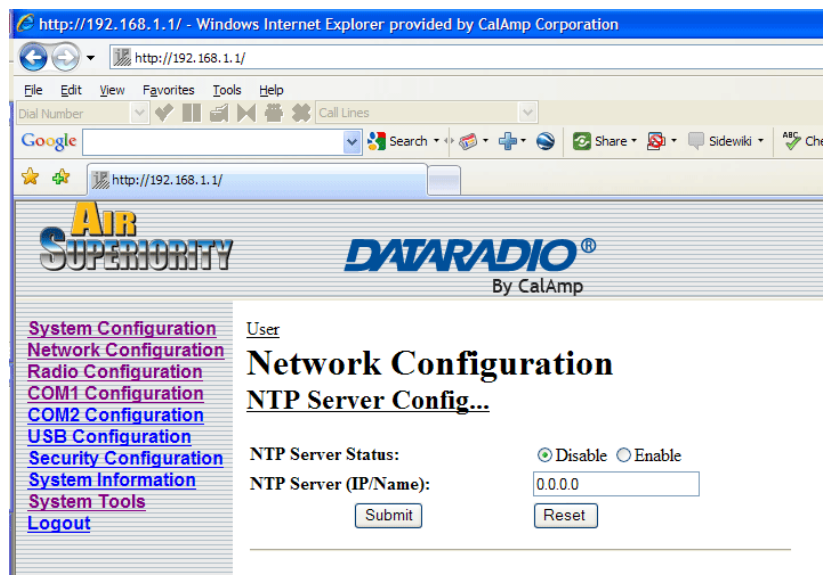 http://192.168.1.1/ - Windows Internet Explorer provided by CalAmp Corporation
http://192.168.1.1/
File Edit View Favorites Tools Help
Dial Number Call Lines
Google Search Share Sidewiki ABC Che
http://192.168.1.1/
AIR
SUPERIORITY
DATARADIO®
By CalAmp
System Configuration
Network Configuration
Radio Configuration
COM1 Configuration
COM2 Configuration
USB Configuration
Security Configuration
System Information
System Tools
Logout
User
Network Configuration
NTP Server Config...
NTP Server Status: Disable Enable
NTP Server (IP/Name): 0.0.0.0
Submit Reset